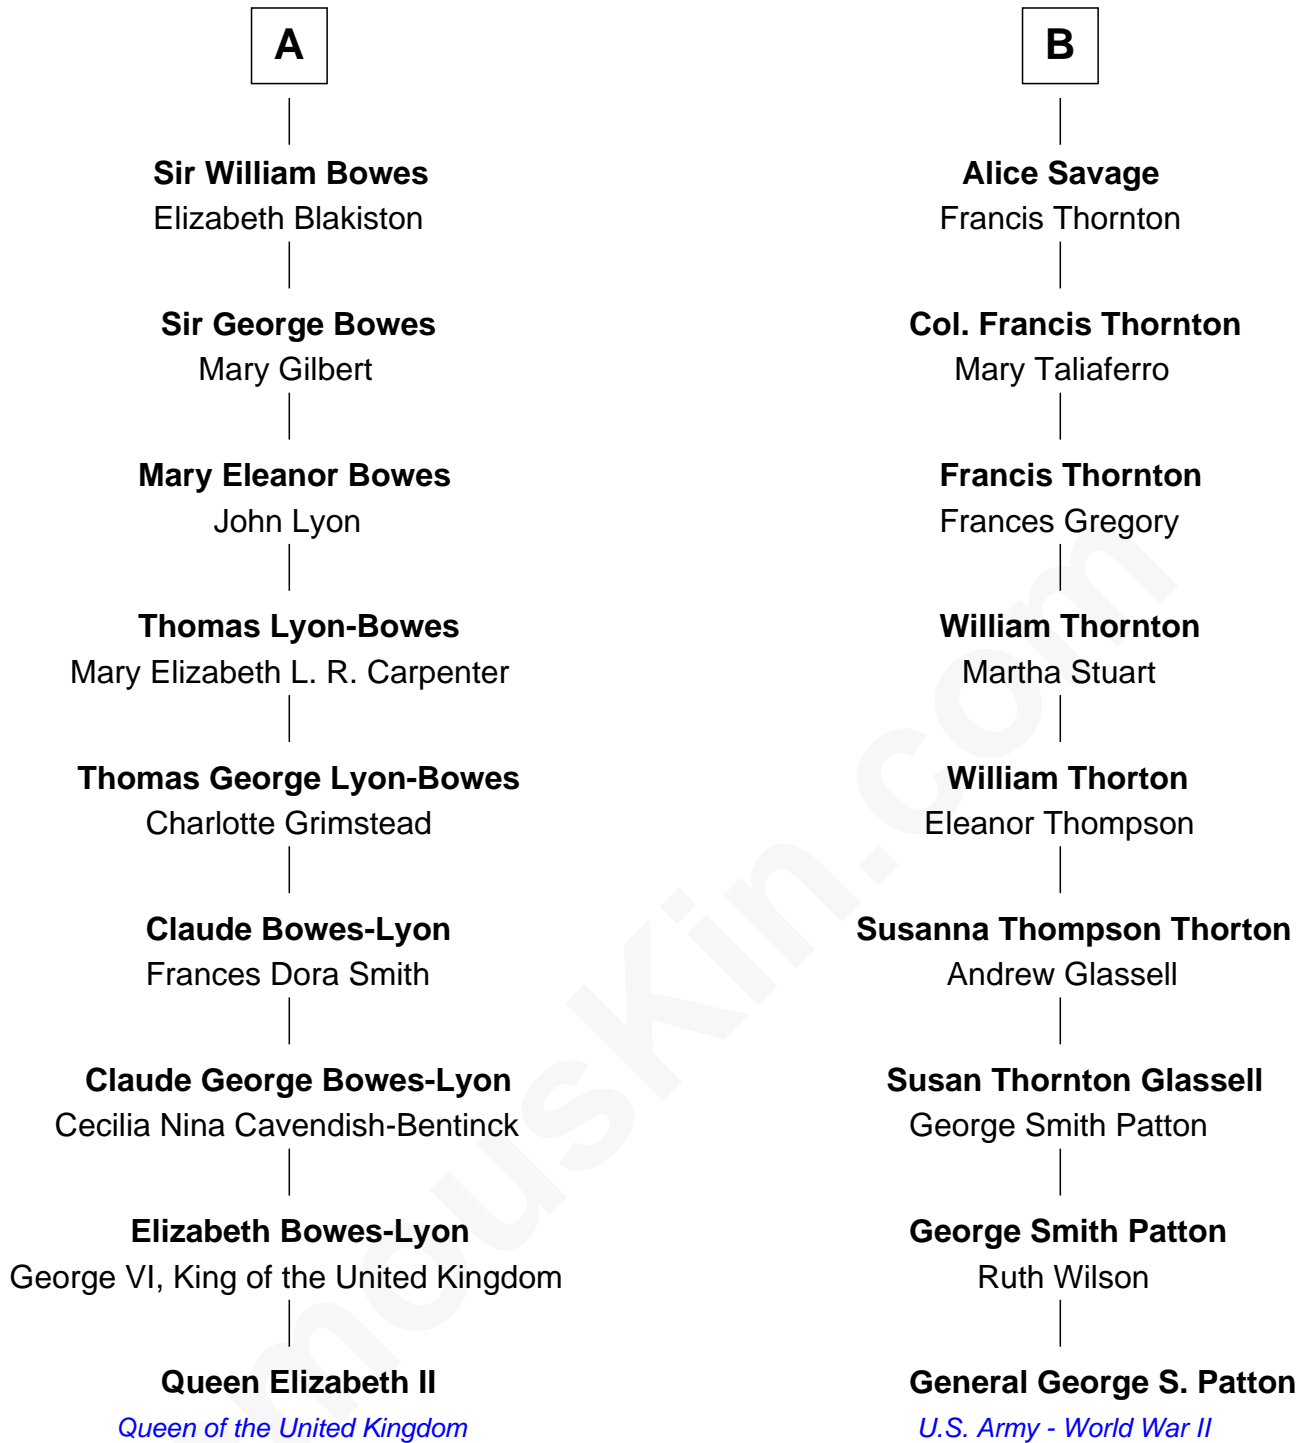 A
Sir William Bowes
Elizabeth Blakiston
Sir George Bowes
Mary Gilbert
Mary Eleanor Bowes
John Lyon
Thomas Lyon-Bowes
Mary Elizabeth L. R. Carpenter
Thomas George Lyon-Bowes
Charlotte Grimstead
Claude Bowes-Lyon
Frances Dora Smith
Claude George Bowes-Lyon
Cecilia Nina Cavendish-Bentinck
Elizabeth Bowes-Lyon
George VI, King of the United Kingdom
Queen Elizabeth II
Queen of the United Kingdom
B
Alice Savage
Francis Thornton
Col. Francis Thornton
Mary Taliaferro
Francis Thornton
Frances Gregory
William Thornton
Martha Stuart
William Thorton
Eleanor Thompson
Susanna Thompson Thorton
Andrew Glassell
Susan Thornton Glassell
George Smith Patton
George Smith Patton
Ruth Wilson
General George S. Patton
U.S. Army - World War II
mousKin.com